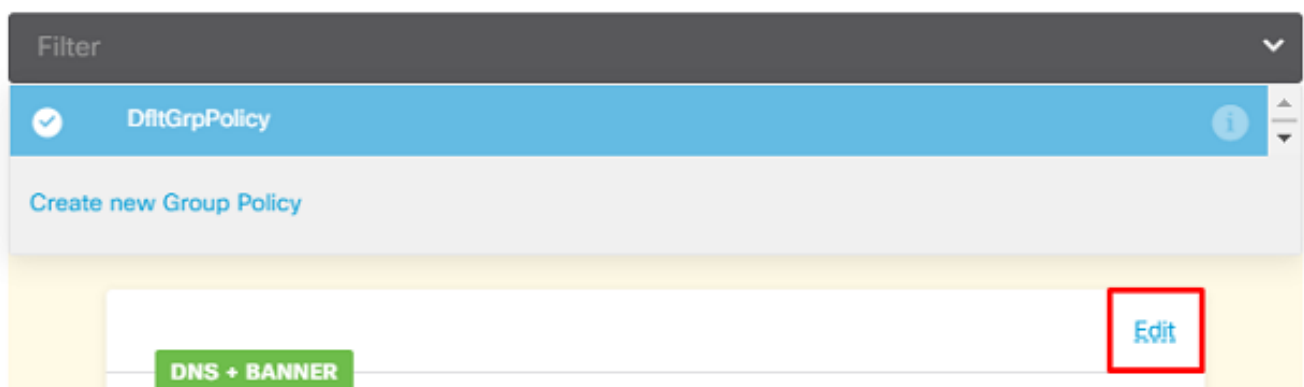 Filter
DfltGrpPolicy
Create new Group Policy
Edit
DNS + BANNER